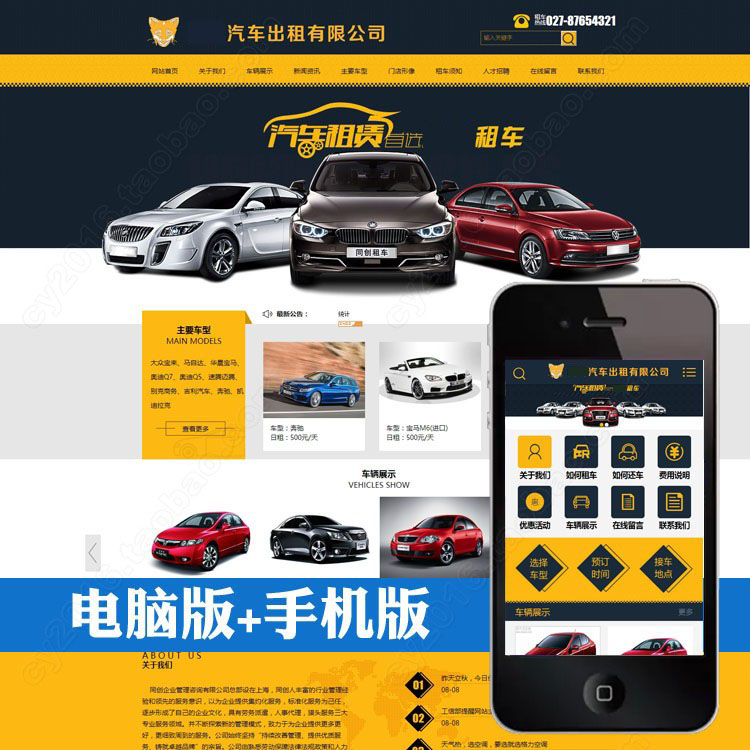 汽车出租有限公司
租车
热线
027-87654321
输入关键字
网站首页 关于我们 车辆展示 新闻资讯 主要车型 门店形像 租车须知 人才招聘 在线留言 联系我们
汽车租赁首选 租车
同创租车
最新公告：
统计
主要车型
MAIN MODELS
大众宝来、马自达、华晨宝马、
奥迪Q7、奥迪Q5、速腾迈腾、
别克商务、吉利汽车、奔驰、凯
迪拉克
查看更多
车型：奔驰
日租：500元/天
车型：宝马M6(进口)
日租：500元/天
车辆展示
VEHICLES SHOW
汽车出租有限公司
汽车租赁 租车
关于我们 如何租车 如何还车 费用说明
惠
优惠活动 车辆展示 在线留言 联系我们
选择
车型
预订
时间
接车
地点
车辆展示 更多
电脑版+手机版
ABOUT US
关于我们
同创企业管理咨询有限公司总部设在上海，同创人丰富的行业管理经
验和领先的服务意识，以为企业提供集约化服务，标准化服务为己任，
逐步形成了自己的企业文化，具有劳务派遣，人事代理，猎头服务三大
专业服务领域。并不断探索新的管理模式，致力于为企业提供更多更
好，更细致周到的服务。公司始终坚持“持续改善管理、提供优质服
务、铸就卓越品牌”的宗旨。公司由熟悉劳动保障法律法规政策和人力
01
昨天立秋，今日
08-08
02
工信部提醒网站
08-08
03
天气热，选空调，要选就选格力空调
cy2016.taobao.com